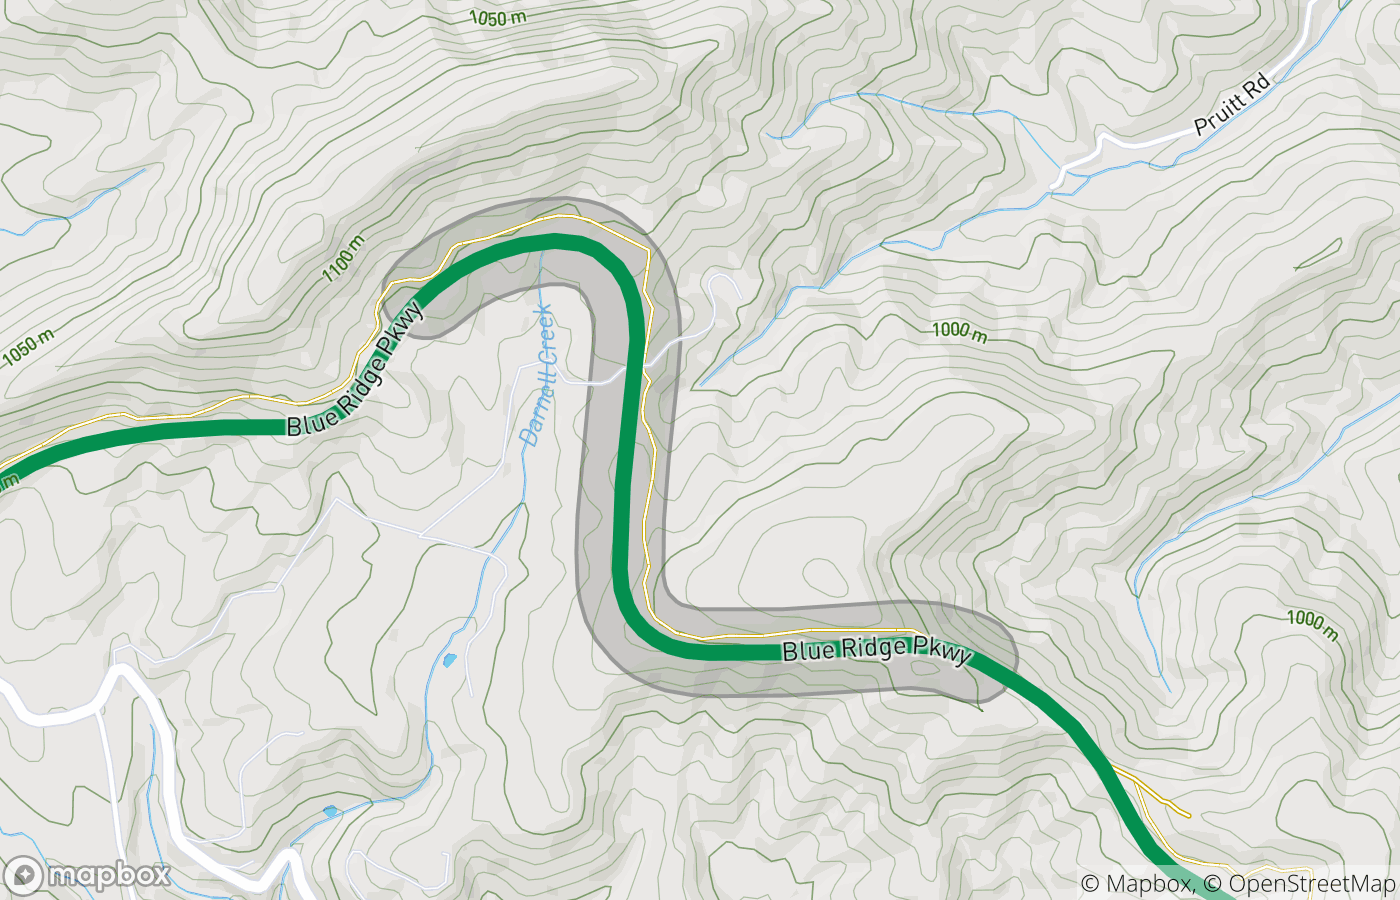 1050 m
Pruitt Rd
1100 m
1050 m
Blue Ridge Pkwy
Darnell Creek
1000 m
m
1000 m
Blue Ridge Pkwy
mapbox
© Mapbox, © OpenStreetMap